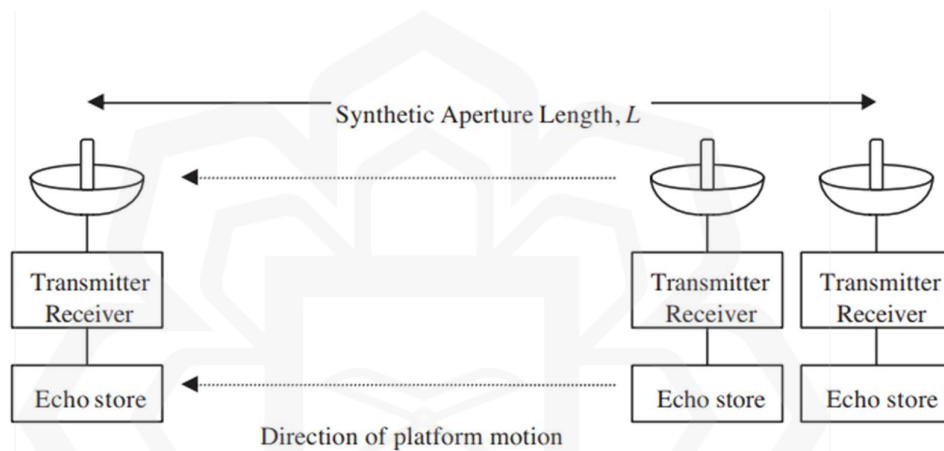 Synthetic Aperture Length, L
Transmitter
Receiver
Transmitter
Receiver
Transmitter
Receiver
Echo store
Echo store
Echo store
Direction of platform motion